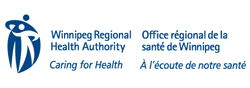 Winnipeg Regional
Health Authority
Caring for Health
Office régional de la
santé de Winnipeg
À l'écoute de notre santé